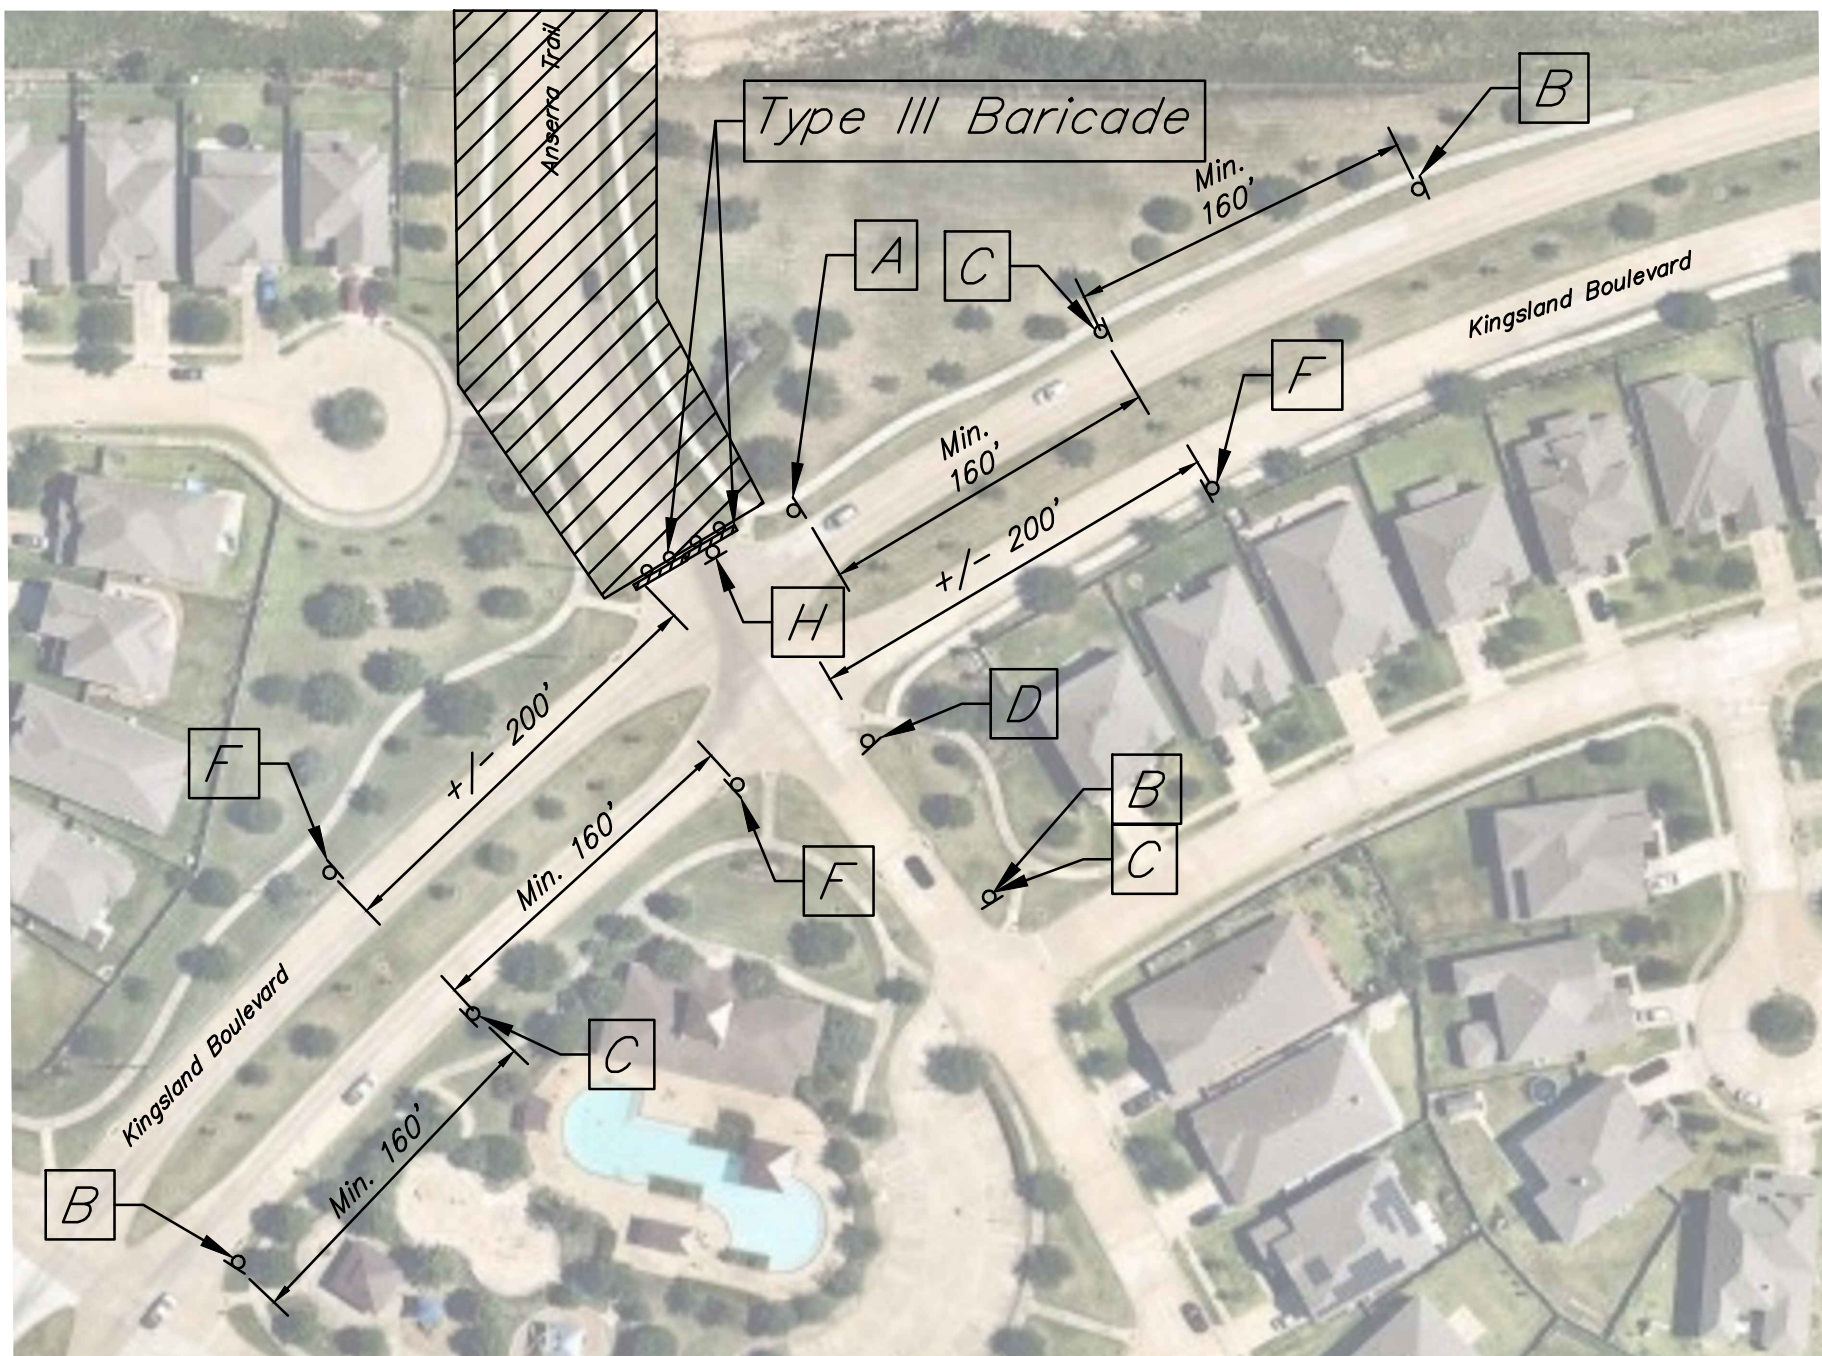 Anserra Trail
Type III Baricade
B
Min.
160'
A
C
Kingsland Boulevard
F
Min.
160'
+/- 200'
H
D
+/- 200'
F
B
C
Min. 160'
F
Kingsland Boulevard
C
Min. 160'
B